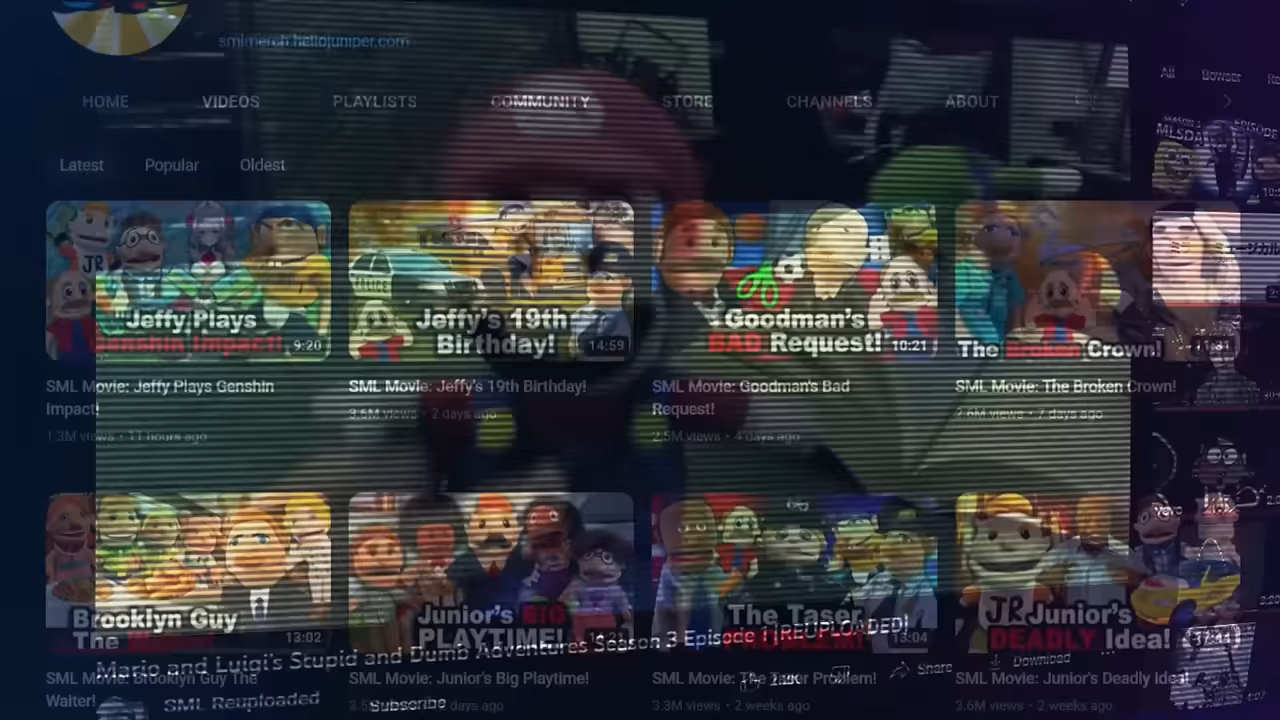 smlmerch.hellojuniper.com
HOME VIDEOS PLAYLISTS COMMUNITY STORE CHANNELS ABOUT
All Bowser
Latest Popular Oldest
JR
"Jeffy Plays
Genshin Impact!
9:20
Jeffy's 19th
Birthday!
14:59
Goodman's
BAD Request!
10:21
The Broken Crown!
SML Movie: Jeffy Plays Genshin
Impact!
1.3M views • 11 hours ago
SML Movie: Jeffy's 19th Birthday!
3.6M views • 2 days ago
SML Movie: Goodman's Bad
Request!
2.5M views • 4 days ago
SML Movie: The Broken Crown!
2.6M views • 7 days ago
Brooklyn Guy
The
13:02
Junior's BIG
PLAYTIME!
The Taser
PROBLEM!
13:04
JR Junior's
DEADLY Idea!
Mario and Luigi's Stupid and Dumb Adventures Season 3 Episode [REUPLOADED]
SML Movie: Brooklyn Guy The
Waiter!
SML Movie: Junior's Big Playtime!
days ago
SML Movie: The Taser Problem!
3.3M views • 2 weeks ago
SML Movie: Junior's Deadly Idea!
3.6M views • 2 weeks ago
SML Reuploaded
Subscribe
Share
Download